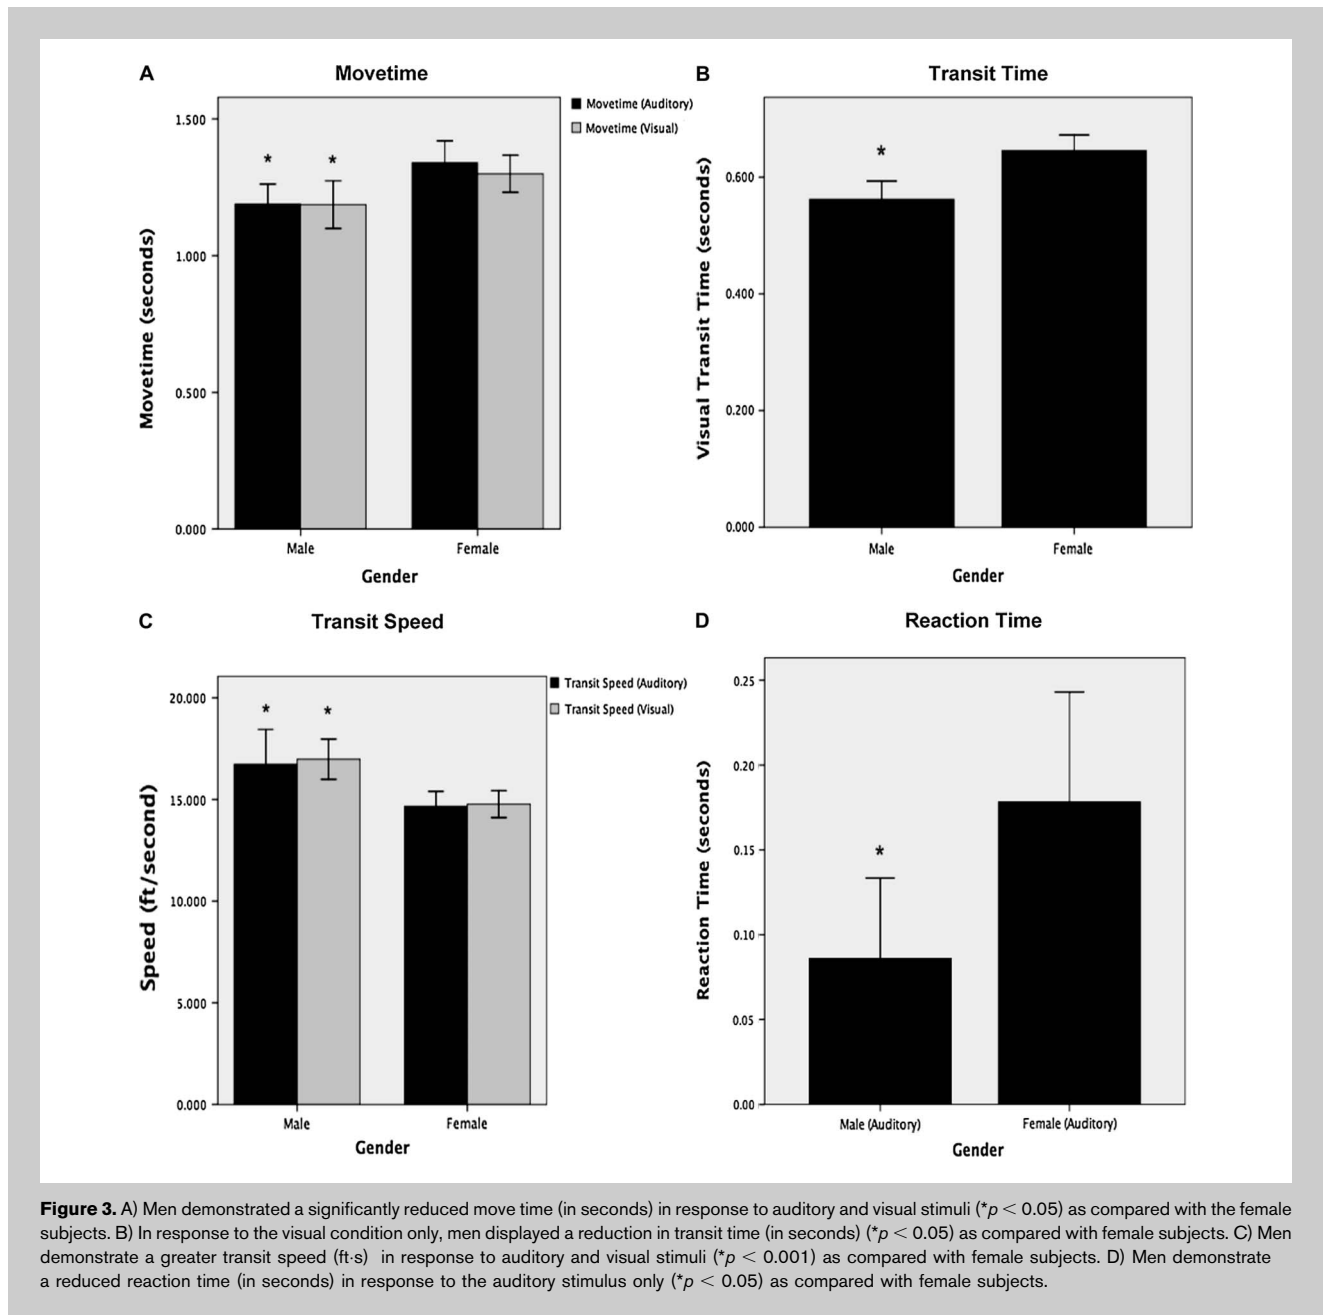 A
Movetime
Movetime (Auditory)
Movetime (Visual)
1.500
1.000
0.500
0.000
*
*
Movetime (seconds)
Male
Female
Gender
B
Transit Time
0.600
0.400
0.200
0.000
*
Visual Transit Time (seconds)
Male
Female
Gender
C
Transit Speed
Transit Speed (Auditory)
Transit Speed (Visual)
20.000
15.000
10.000
5.000
0.000
*
*
Speed (ft/second)
Male
Female
Gender
D
Reaction Time
0.25
0.20
0.15
0.10
0.05
0.00
*
Reaction Time (seconds)
Male (Auditory)
Female (Auditory)
Gender
Figure 3. A) Men demonstrated a significantly reduced move time (in seconds) in response to auditory and visual stimuli (*p < 0.05) as compared with the female
subjects. B) In response to the visual condition only, men displayed a reduction in transit time (in seconds) (*p < 0.05) as compared with female subjects. C) Men
demonstrate a greater transit speed (ft·s) in response to auditory and visual stimuli (*p < 0.001) as compared with female subjects. D) Men demonstrate
a reduced reaction time (in seconds) in response to the auditory stimulus only (*p < 0.05) as compared with female subjects.